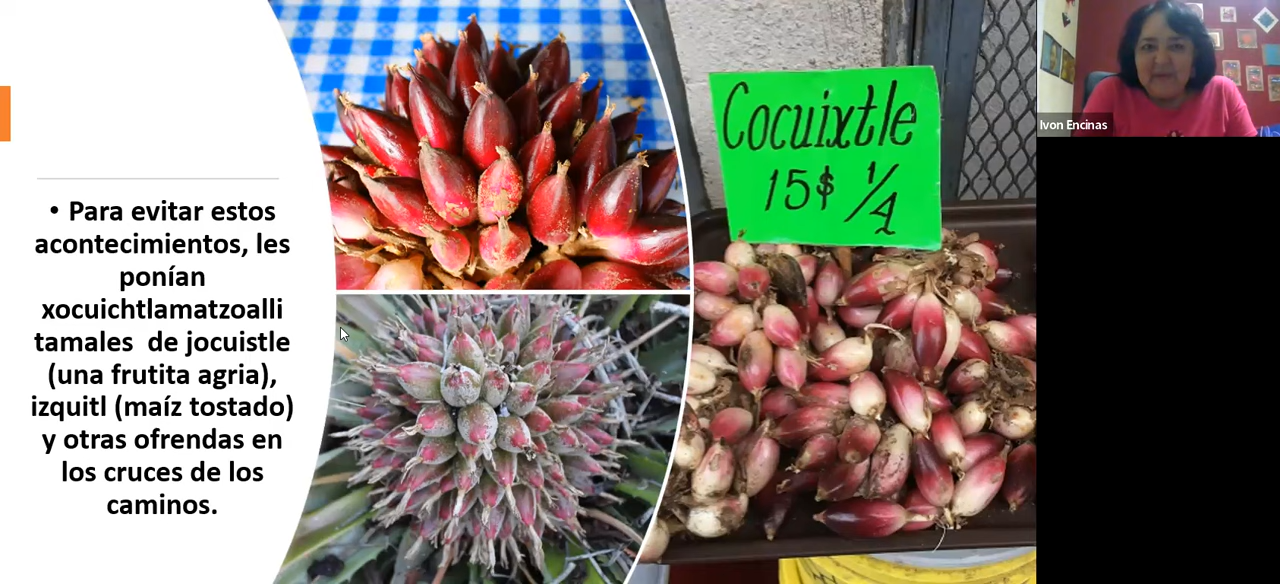 • Para evitar estos
acontecimientos, les
ponían
xocuichtlamatzoalli
tamales de jocuistle
(una frutita agria),
izquitl (maíz tostado)
y otras ofrendas en
los cruces de los
caminos.
Cocuixtle
15$ 1/4
Ivon Encinas